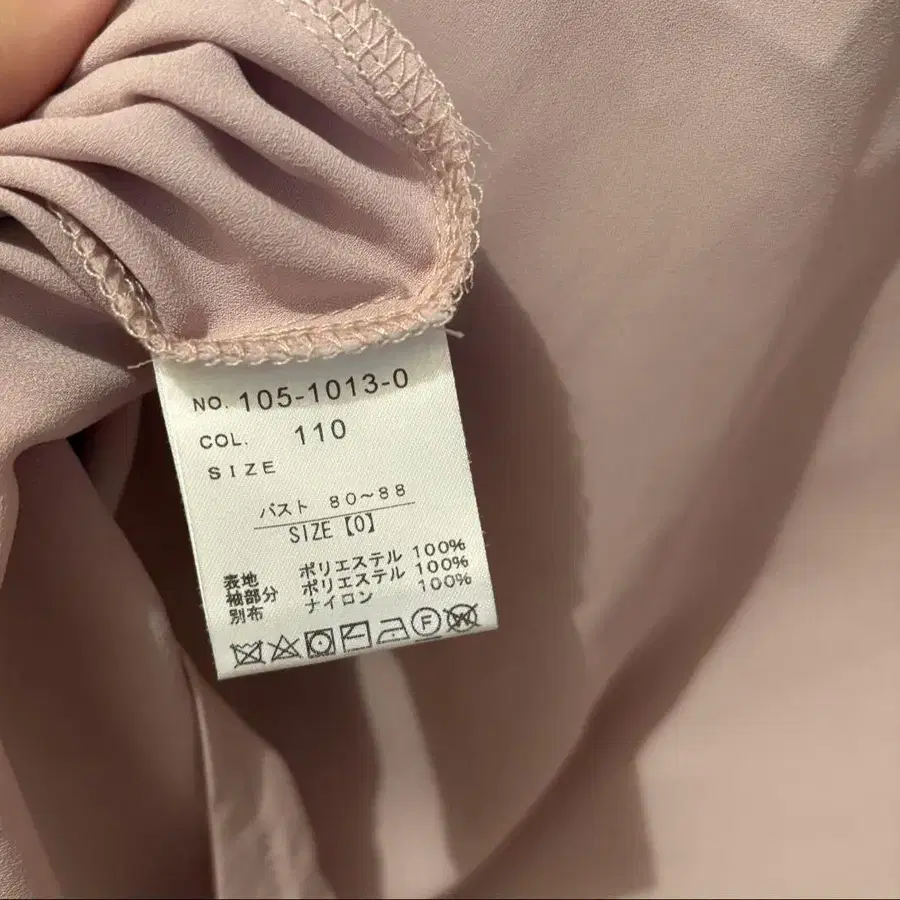 NO. 105-1013-0
COL. 110
SIZE
バスト 80～88
SIZE【0】
表地 ポリエステル 100%
袖部分 ポリエステル 100%
別布 ナイロン 100%
F W